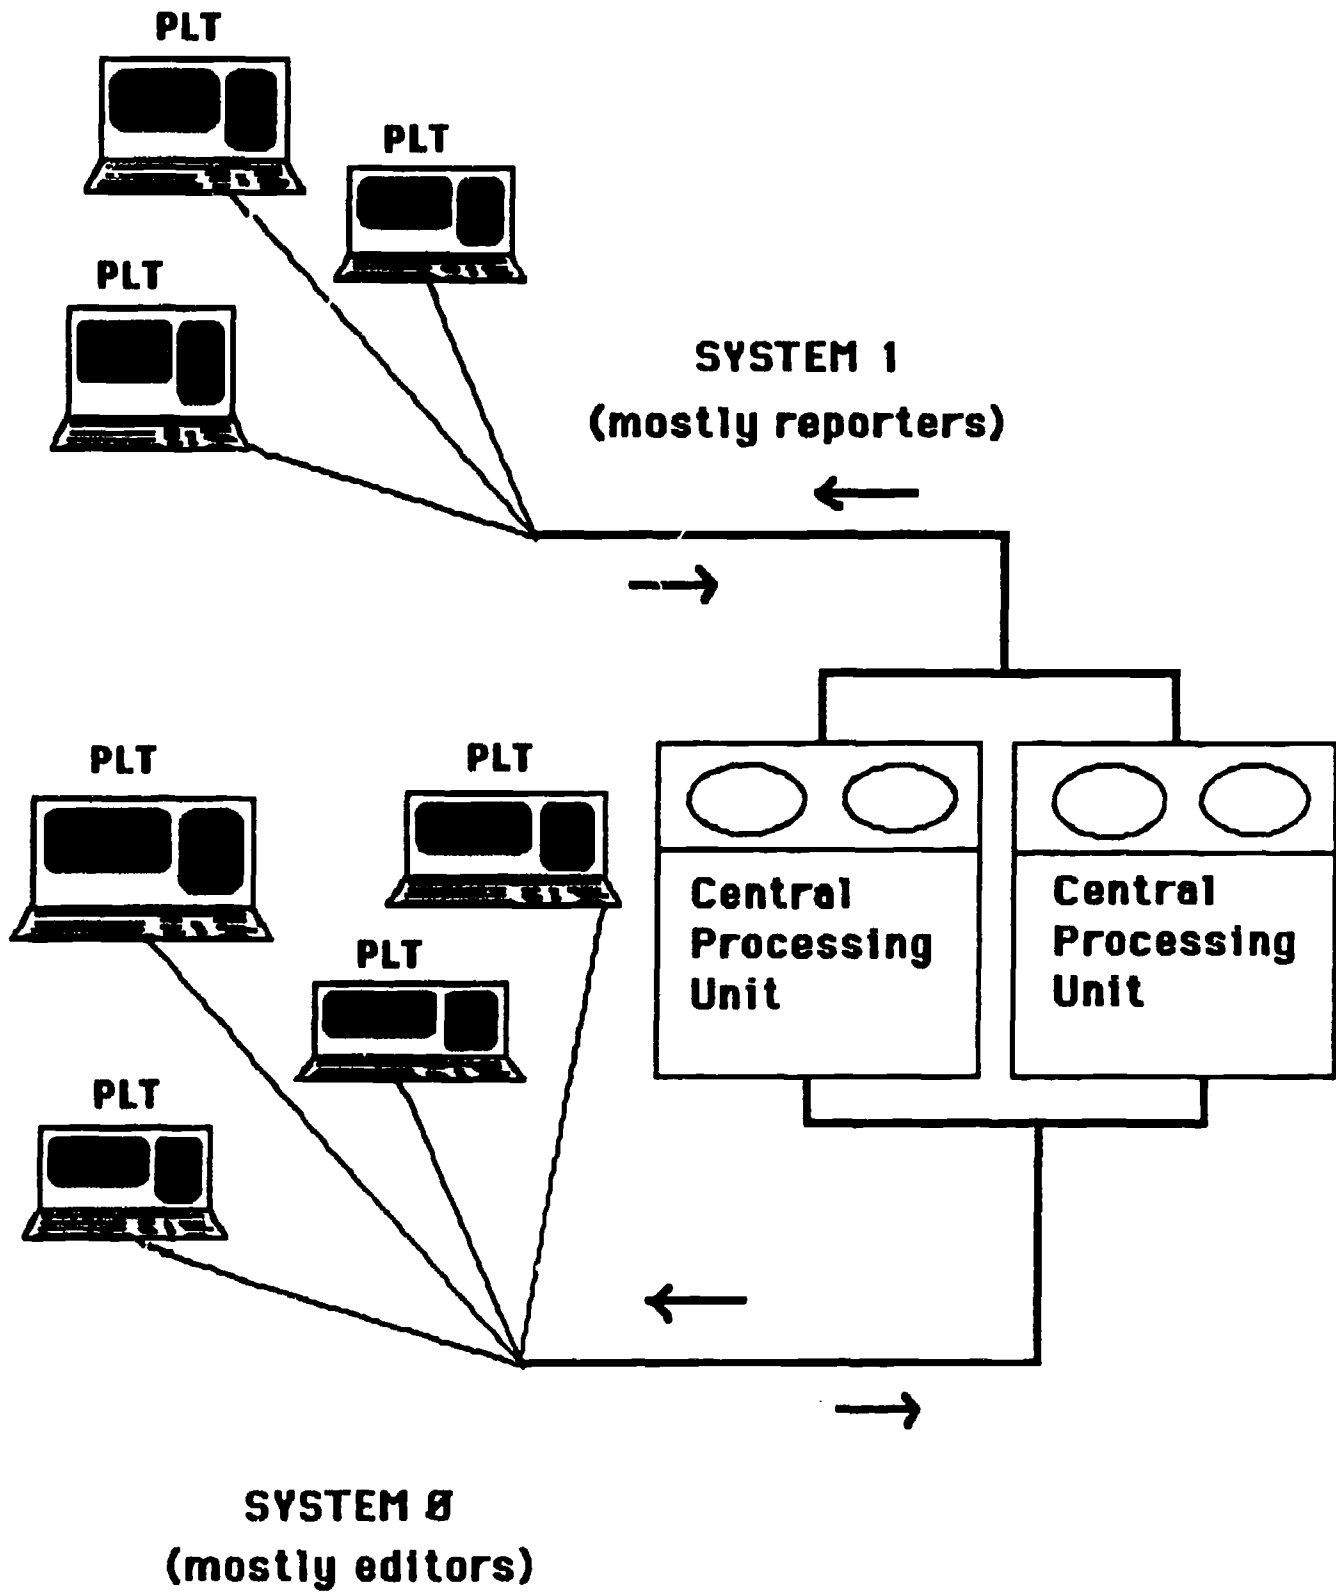 PLT
PLT
PLT
SYSTEM 1
(mostly reporters)
PLT
PLT
PLT
PLT
Central
Processing
Unit
Central
Processing
Unit
SYSTEM Ø
(mostly editors)